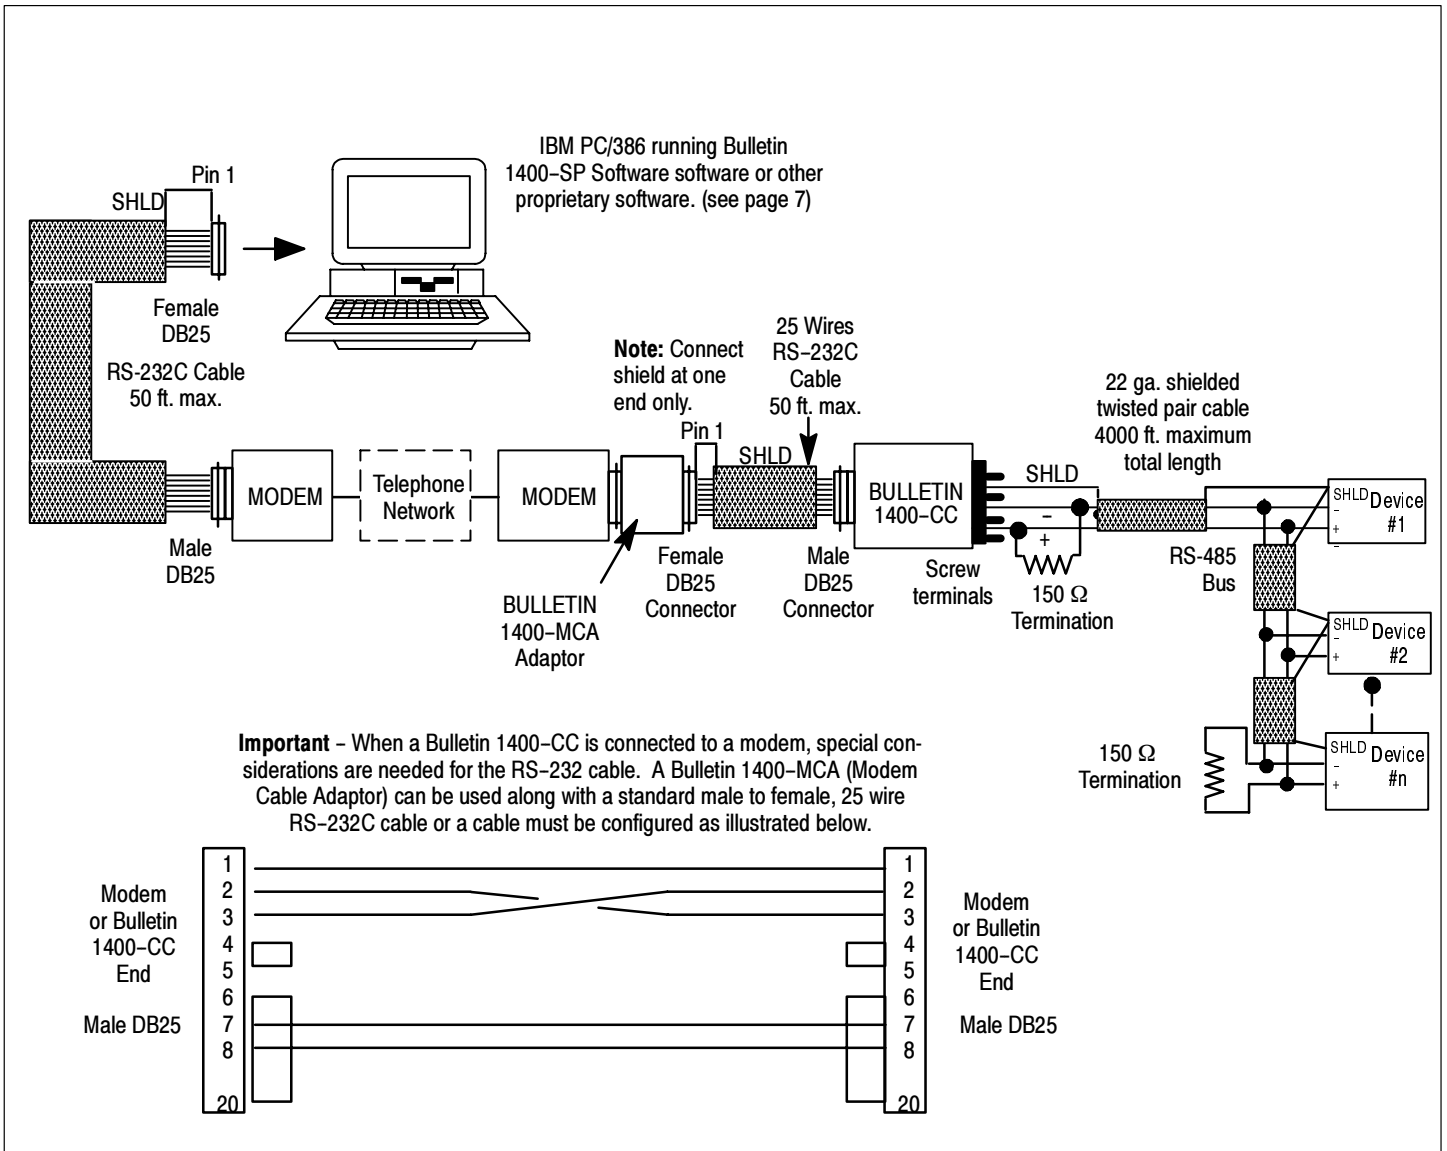 IBM PC/386 running Bulletin
1400-SP Software software or other
proprietary software. (see page 7)
Pin 1
SHLD
Female
DB25
RS-232C Cable
50 ft. max.
Note: Connect
shield at one
end only.
Pin 1
SHLD
25 Wires
RS-232C
Cable
50 ft. max.
22 ga. shielded
twisted pair cable
4000 ft. maximum
total length
MODEM
Telephone
Network
MODEM
BULLETIN
1400-CC
SHLD
-
+
Male
DB25
BULLETIN
1400-MCA
Adaptor
Female
DB25
Connector
Male
DB25
Connector
Screw
terminals
150 Ω
Termination
RS-485
Bus
SHLD Device
- #1
+
-
SHLD Device
- #2
+
SHLD Device
- #n
+
150 Ω
Termination
Important - When a Bulletin 1400-CC is connected to a modem, special con-
siderations are needed for the RS-232 cable. A Bulletin 1400-MCA (Modem
Cable Adaptor) can be used along with a standard male to female, 25 wire
RS-232C cable or a cable must be configured as illustrated below.
Modem
or Bulletin
1400-CC
End
Male DB25
1
2
3
4
5
6
7
8
20
1
2
3
4
5
6
7
8
20
Modem
or Bulletin
1400-CC
End
Male DB25